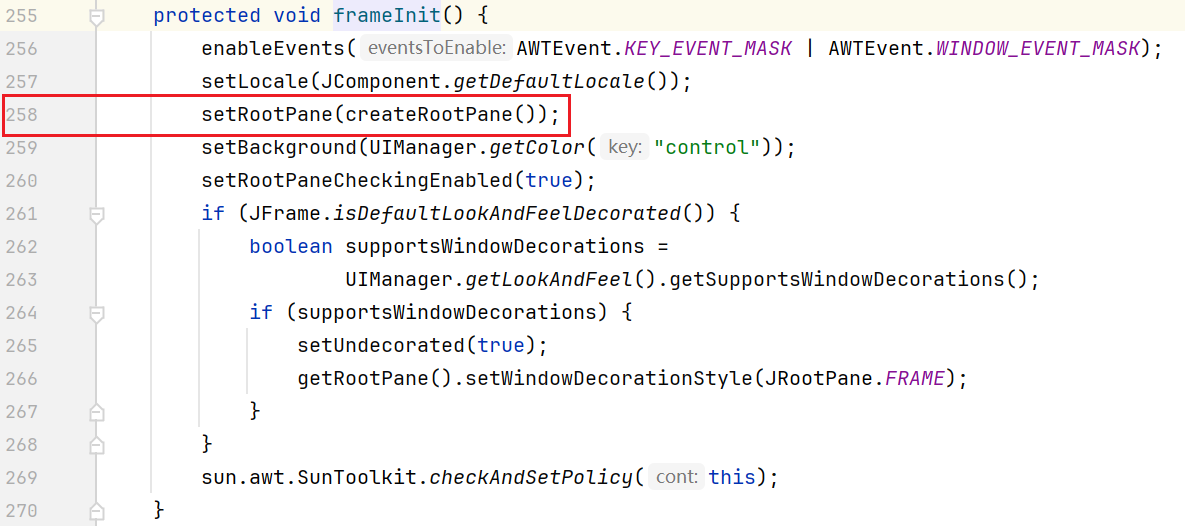 255 protected void frameInit() {
256 enableEvents( eventsToEnable: AWTEvent.KEY_EVENT_MASK | AWTEvent.WINDOW_EVENT_MASK);
257 setLocale(JComponent.getDefaultLocale());
258 setRootPane(createRootPane());
259 setBackground(UIManager.getColor( key: "control"));
260 setRootPaneCheckingEnabled(true);
261 if (JFrame.isDefaultLookAndFeelDecorated()) {
262 boolean supportsWindowDecorations =
263 UIManager.getLookAndFeel().getSupportsWindowDecorations();
264 if (supportsWindowDecorations) {
265 setUndecorated(true);
266 getRootPane().setWindowDecorationStyle(JRootPane.FRAME);
267 }
268 }
269 sun.awt.SunToolkit.checkAndSetPolicy( cont: this);
270 }